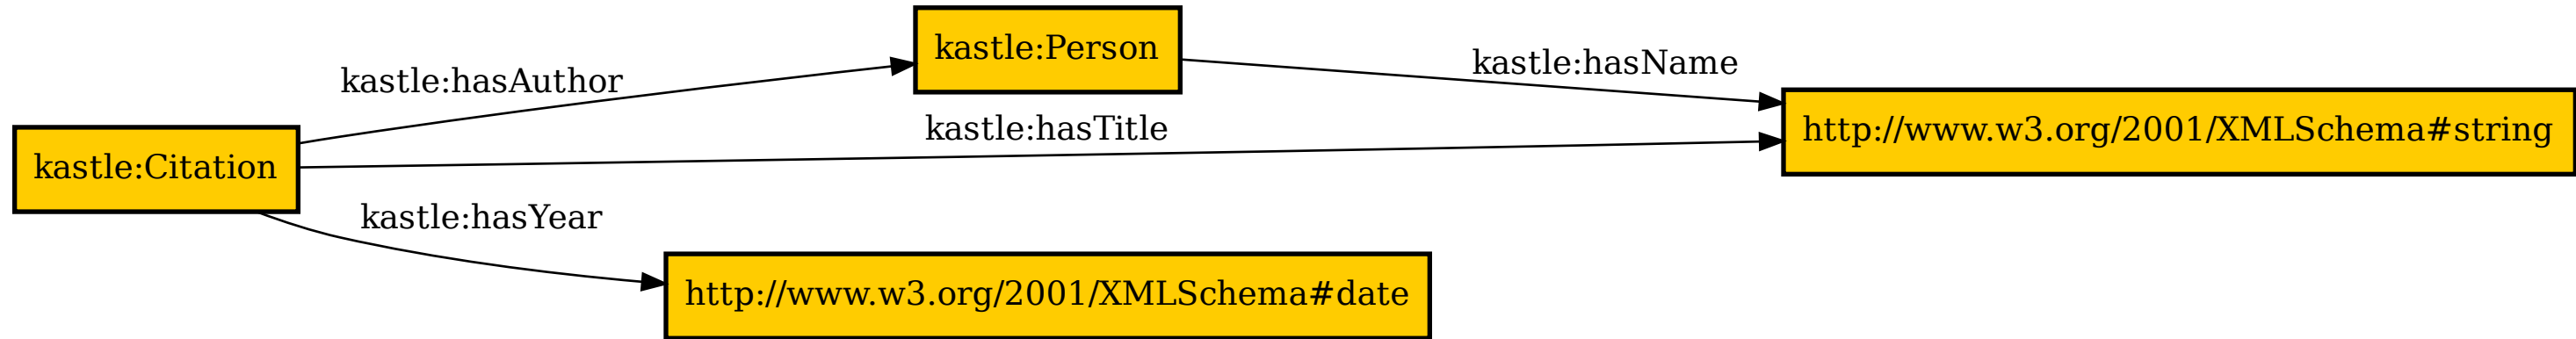 kastle:Person
kastle:hasName
kastle:hasAuthor
kastle:hasTitle
http://www.w3.org/2001/XMLSchema#string
kastle:Citation
kastle:hasYear
http://www.w3.org/2001/XMLSchema#date